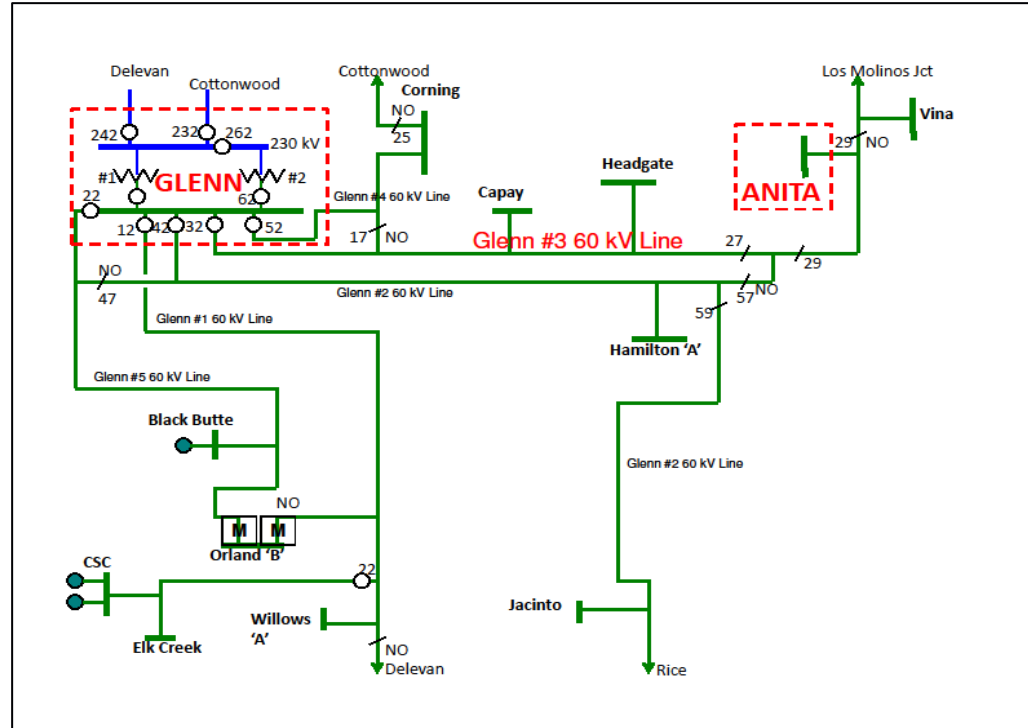 Delevan
Cottonwood
Cottonwood
Los Molinos Jct
Corning
NO
25
Vina
242
232
262
230 kV
29
NO
#1
GLENN
#2
ANITA
Headgate
22
62
Glenn #4 60 kV Line
Capay
12
42
32
52
17
NO
Glenn #3 60 kV Line
27
29
NO
47
Glenn #2 60 kV Line
57
NO
59
Glenn #1 60 kV Line
Hamilton ‘A’
Glenn #5 60 kV Line
Black Butte
Glenn #2 60 kV Line
NO
M
M
Orland ‘B’
CSC
22
Jacinto
Willows
‘A’
Elk Creek
NO
Delevan
Rice